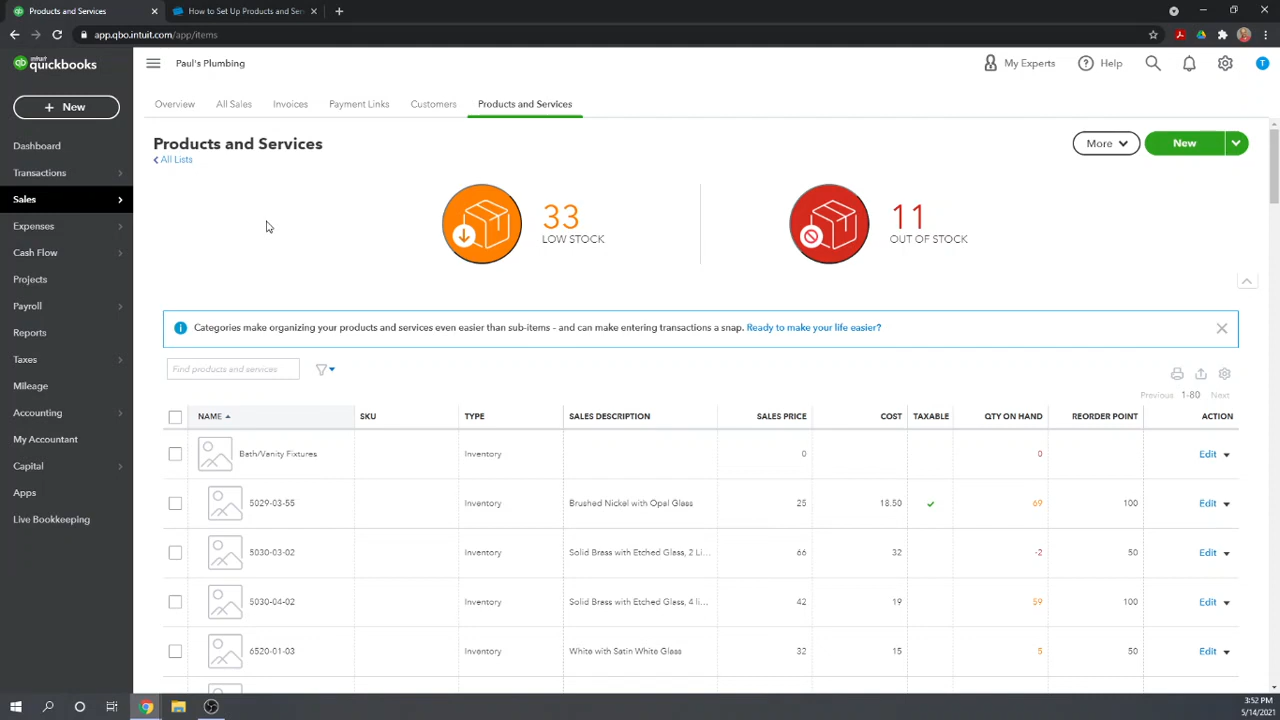 Products and Services
How to Set Up Products and Ser
app.qbo.intuit.com/app/items
intuit
quickbooks
Paul's Plumbing
My Experts
Help
T
+ New
Overview
All Sales
Invoices
Payment Links
Customers
Products and Services
Dashboard
Transactions
Sales
Expenses
Cash Flow
Projects
Payroll
Reports
Taxes
Mileage
Accounting
My Accountant
Capital
Apps
Live Bookkeeping
Products and Services
All Lists
More
New
33
LOW STOCK
11
OUT OF STOCK
Categories make organizing your products and services even easier than sub-items - and can make entering transactions a snap. Ready to make your life easier?
Find products and services
Previous 1-80 Next
NAME SKU TYPE SALES DESCRIPTION SALES PRICE COST TAXABLE QTY ON HAND REORDER POINT ACTION
Bath/Vanity Fixtures Inventory 0 0 Edit
5029-03-55 Inventory Brushed Nickel with Opal Glass 25 18.50 69 100 Edit
5030-03-02 Inventory Solid Brass with Etched Glass, 2 Li... 66 32 -2 50 Edit
5030-04-02 Inventory Solid Brass with Etched Glass, 4 li... 42 19 59 100 Edit
6520-01-03 Inventory White with Satin White Glass 32 15 5 50 Edit
3:52 PM
5/14/2021